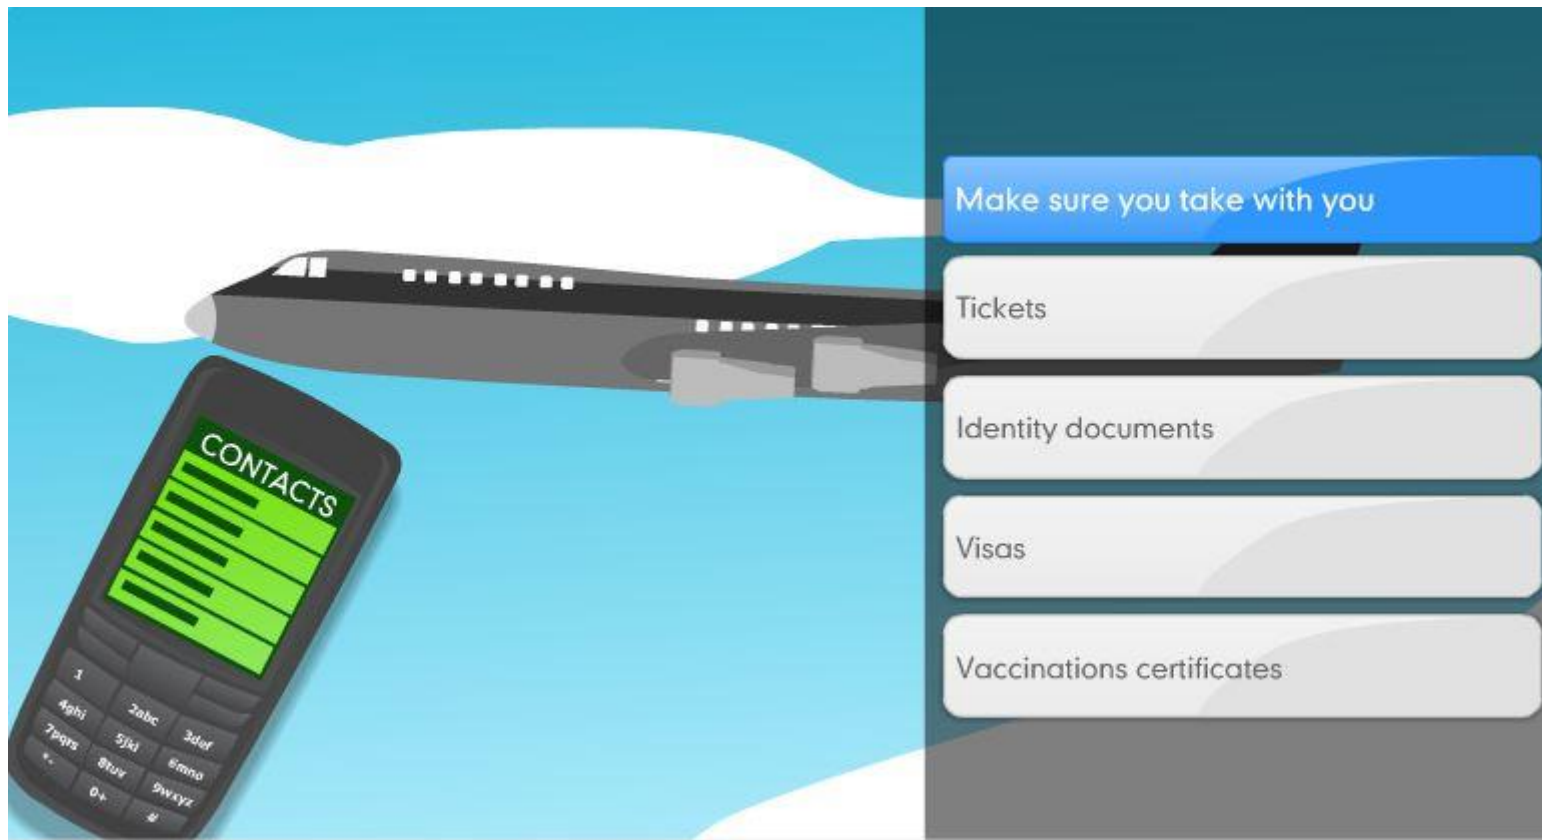 Make sure you take with you
Tickets
Identity documents
Visas
Vaccinations certificates
CONTACTS
1
2abc
3def
4ghi
5jkl
6mno
7pqrs
8tuv
9wxyz
*.
0+
#